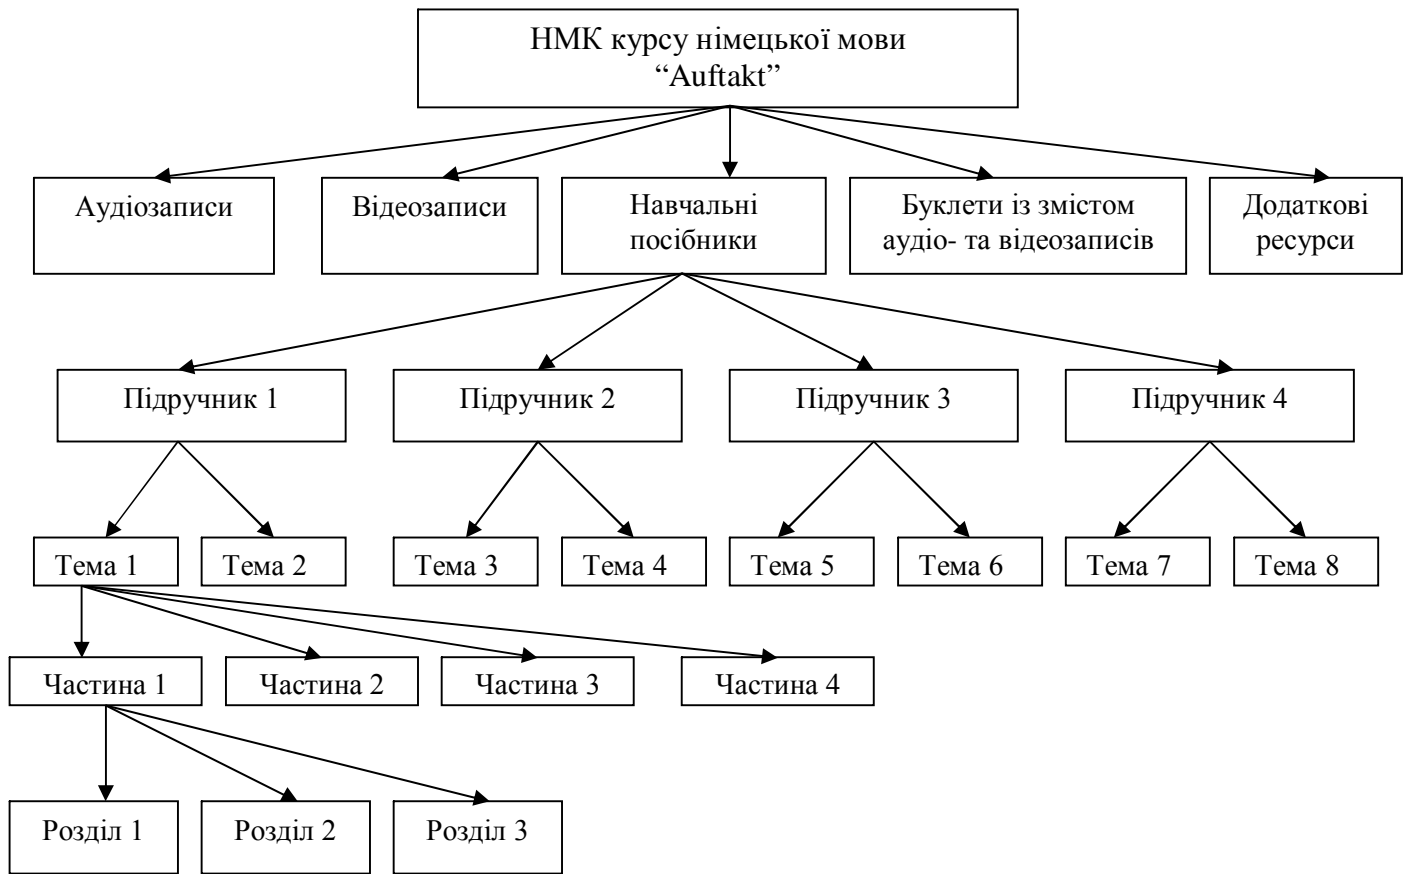 НМК курсу німецької мови
“Auftakt”
Аудіозаписи
Відеозаписи
Навчальні
посібники
Буклети із змістом
аудіо- та відеозаписів
Додаткові
ресурси
Підручник 1
Підручник 2
Підручник 3
Підручник 4
Тема 1
Тема 2
Тема 3
Тема 4
Тема 5
Тема 6
Тема 7
Тема 8
Частина 1
Частина 2
Частина 3
Частина 4
Розділ 1
Розділ 2
Розділ 3